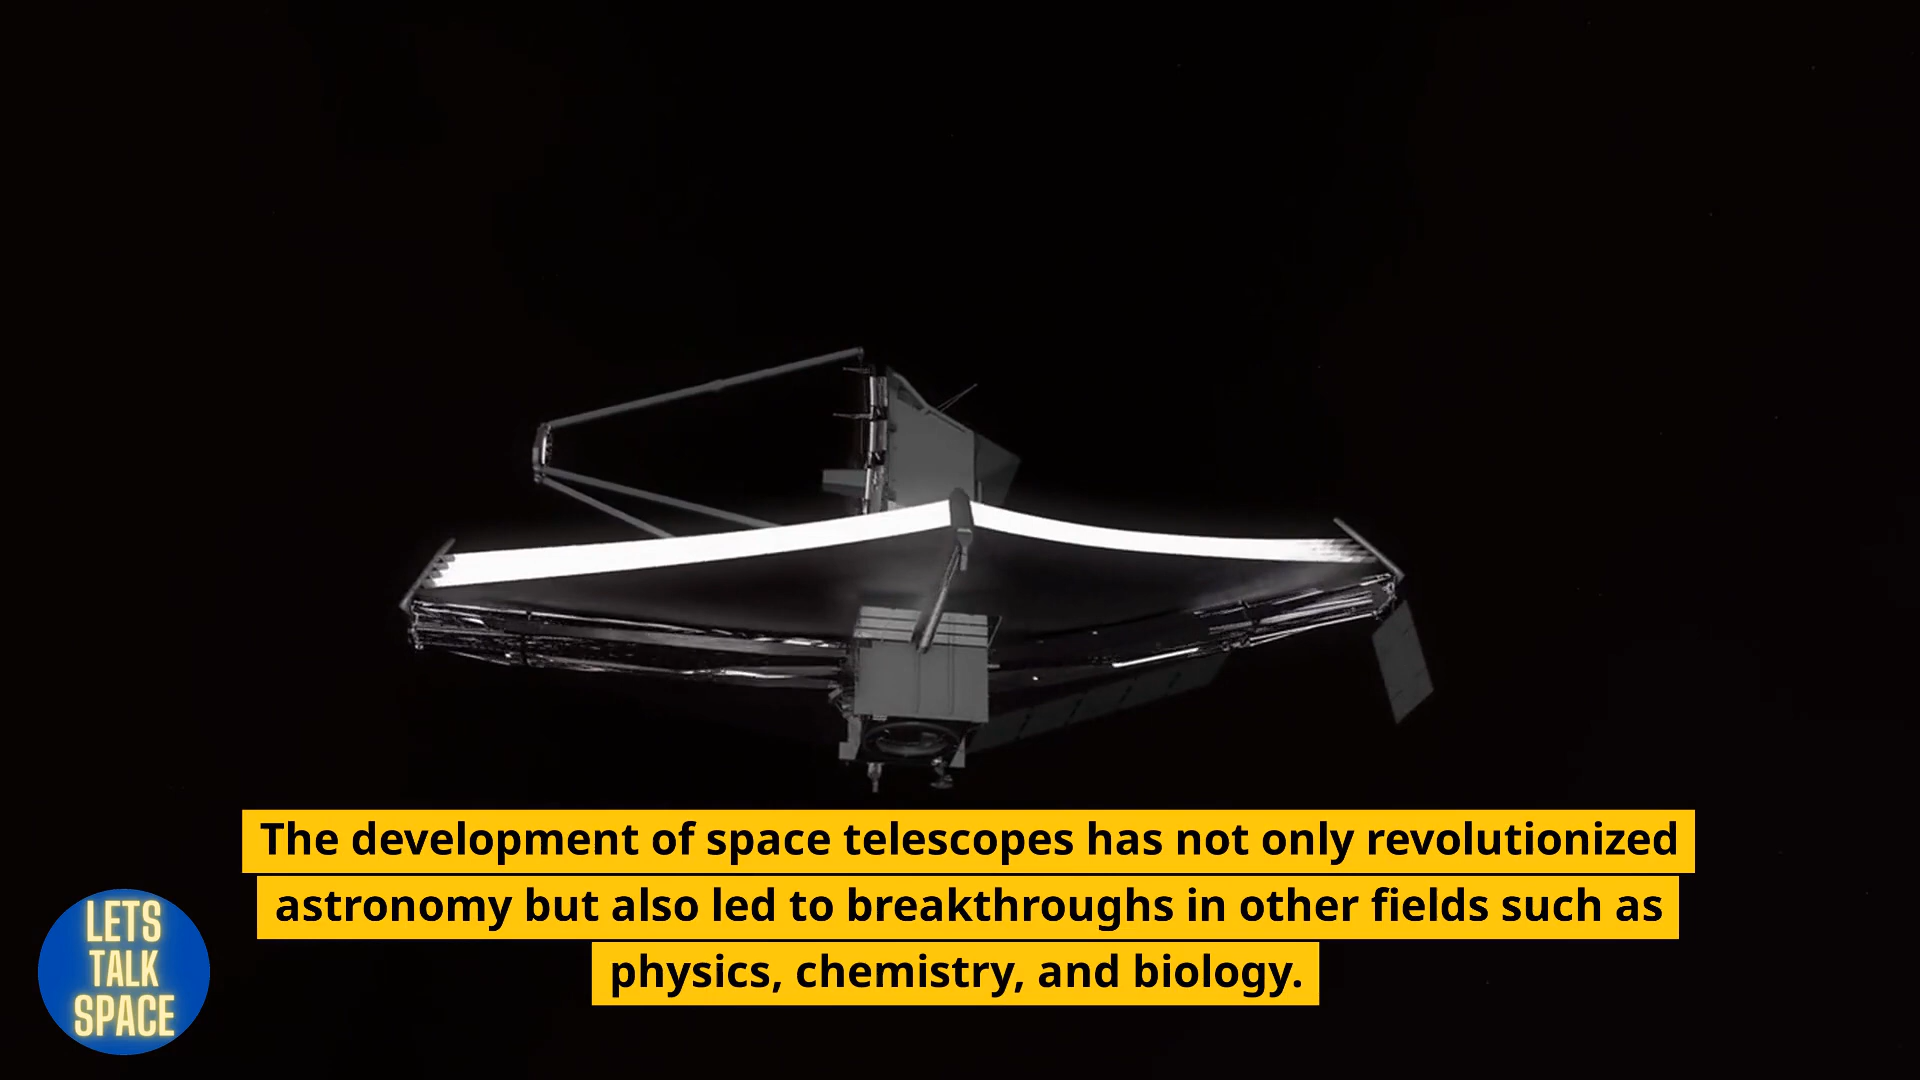 The development of space telescopes has not only revolutionized
astronomy but also led to breakthroughs in other fields such as
physics, chemistry, and biology.
LETS
TALK
SPACE